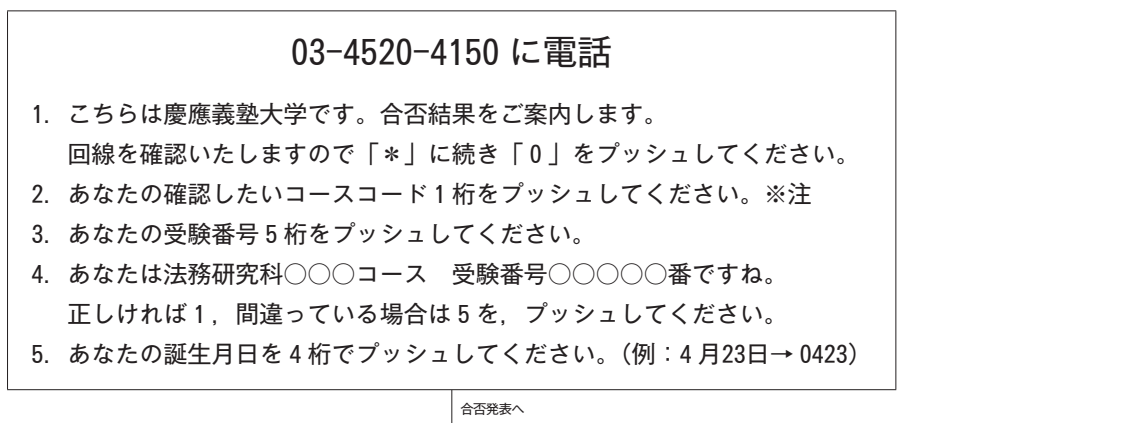 03-4520-4150 に電話
1. こちらは慶應義塾大学です。合否結果をご案内します。
回線を確認いたしますので「＊」に続き「0」をプッシュしてください。
2. あなたの確認したいコースコード1桁をプッシュしてください。※注
3. あなたの受験番号5桁をプッシュしてください。
4. あなたは法務研究科○○○コース　受験番号○○○○○番ですね。
正しければ1，間違っている場合は5を，プッシュしてください。
5. あなたの誕生月日を4桁でプッシュしてください。（例：4月23日→0423）
合否発表へ